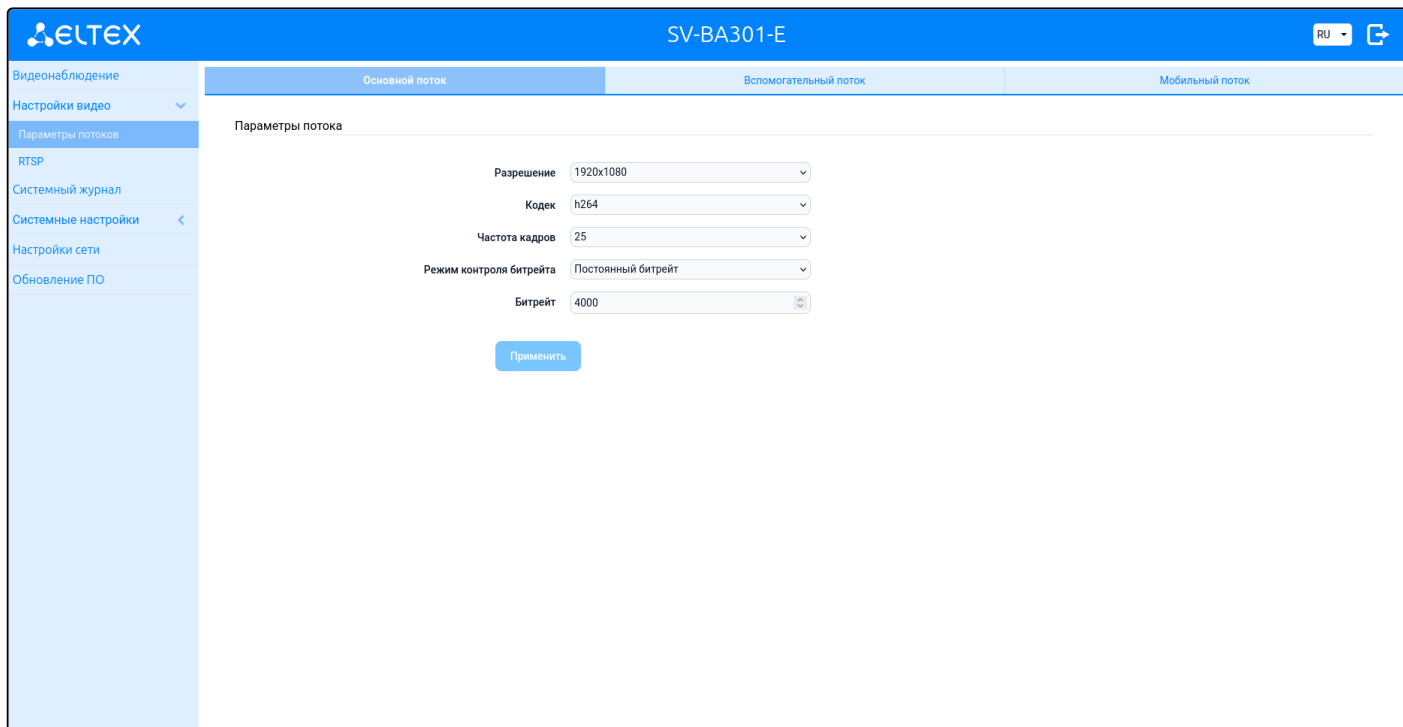 ELTEX
SV-BA301-E
RU
Видеонаблюдение
Настройки видео
Параметры потоков
RTSP
Системный журнал
Системные настройки
Настройки сети
Обновление ПО
Основной поток
Вспомогательный поток
Мобильный поток
Параметры потока
Разрешение 1920x1080
Кодек h264
Частота кадров 25
Режим контроля битрейта Постоянный битрейт
Битрейт 4000
Применить